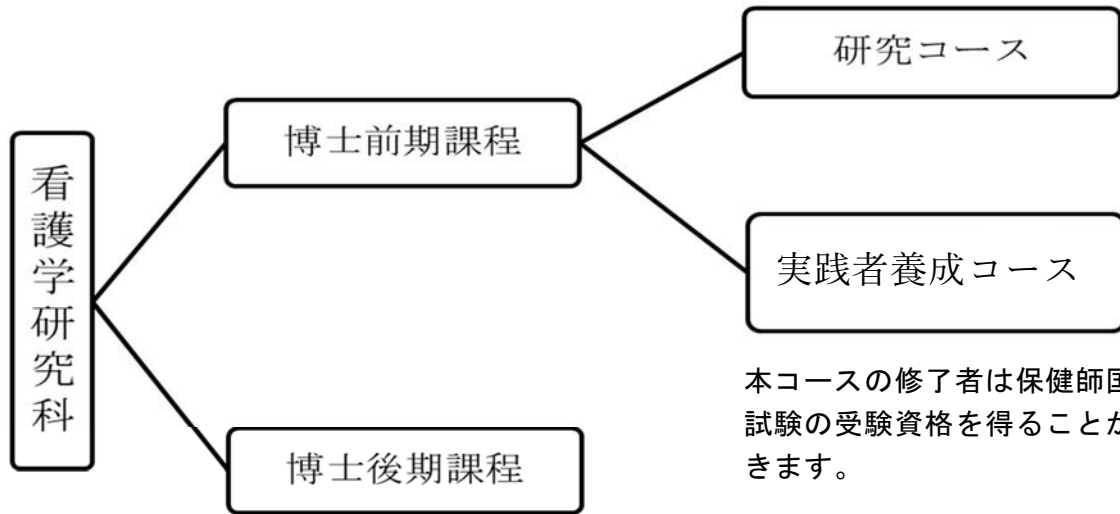 看護学研究科
博士前期課程
博士後期課程
研究コース
実践者養成コース
本コースの修了者は保健師国
試験の受験資格を得ることが
きます。